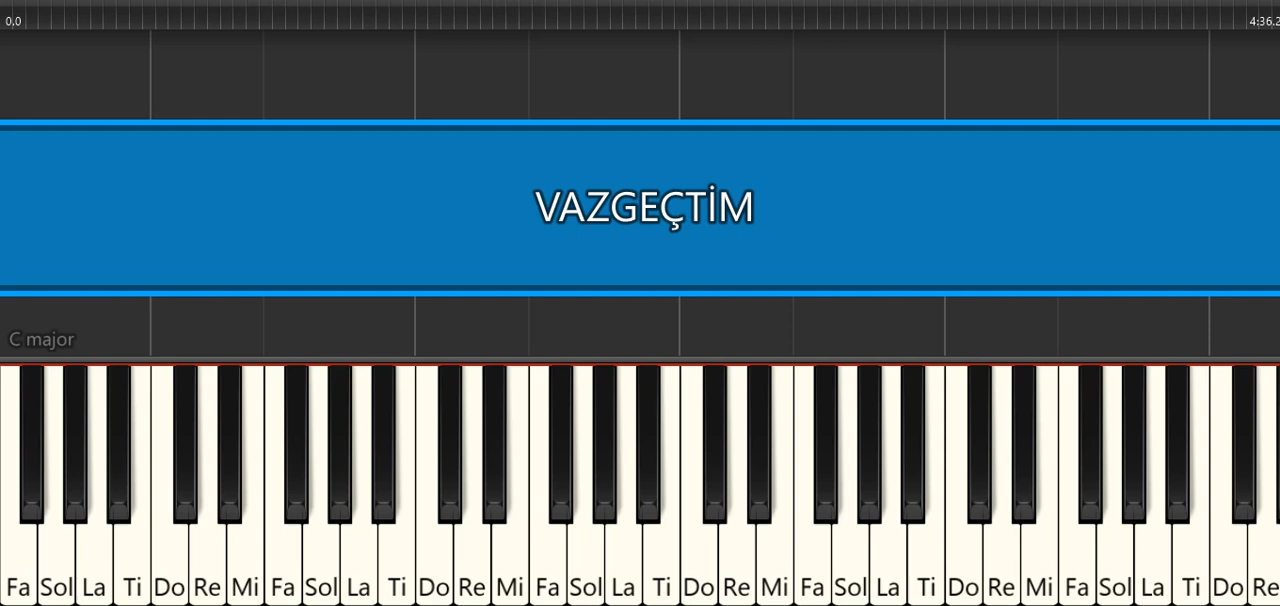 0.0 4:36.2
VAZGEÇTİM
C major
Fa Sol La Ti Do Re Mi Fa Sol La Ti Do Re Mi Fa Sol La Ti Do Re Mi Fa Sol La Ti Do Re Mi Fa Sol La Ti Do Re